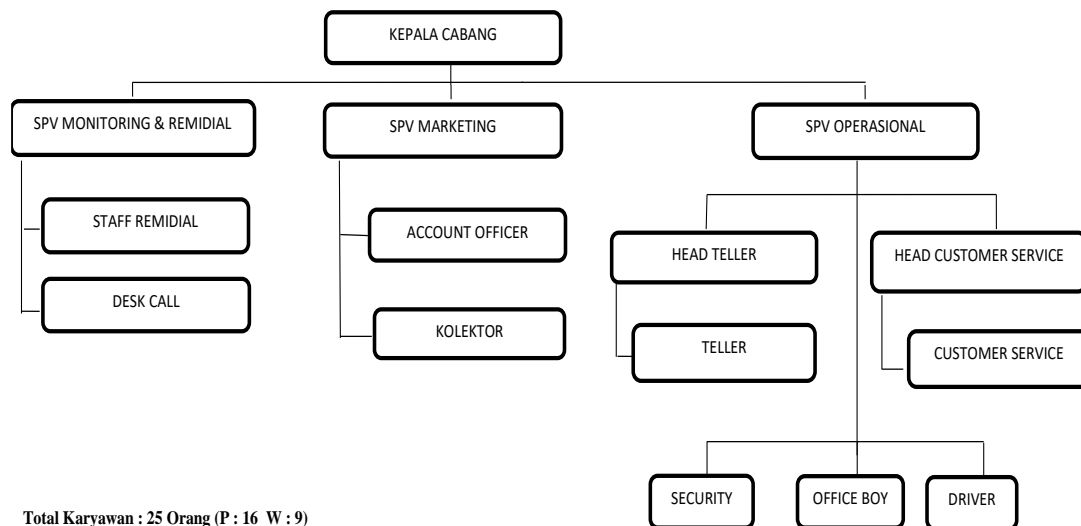 KEPALA CABANG
SPV MONITORING & REMIDIAL
SPV MARKETING
SPV OPERASIONAL
STAFF REMIDIAL
ACCOUNT OFFICER
HEAD TELLER
HEAD CUSTOMER SERVICE
DESK CALL
KOLEKTOR
TELLER
CUSTOMER SERVICE
SECURITY
OFFICE BOY
DRIVER
Total Karyawan : 25 Orang (P : 16 W : 9)